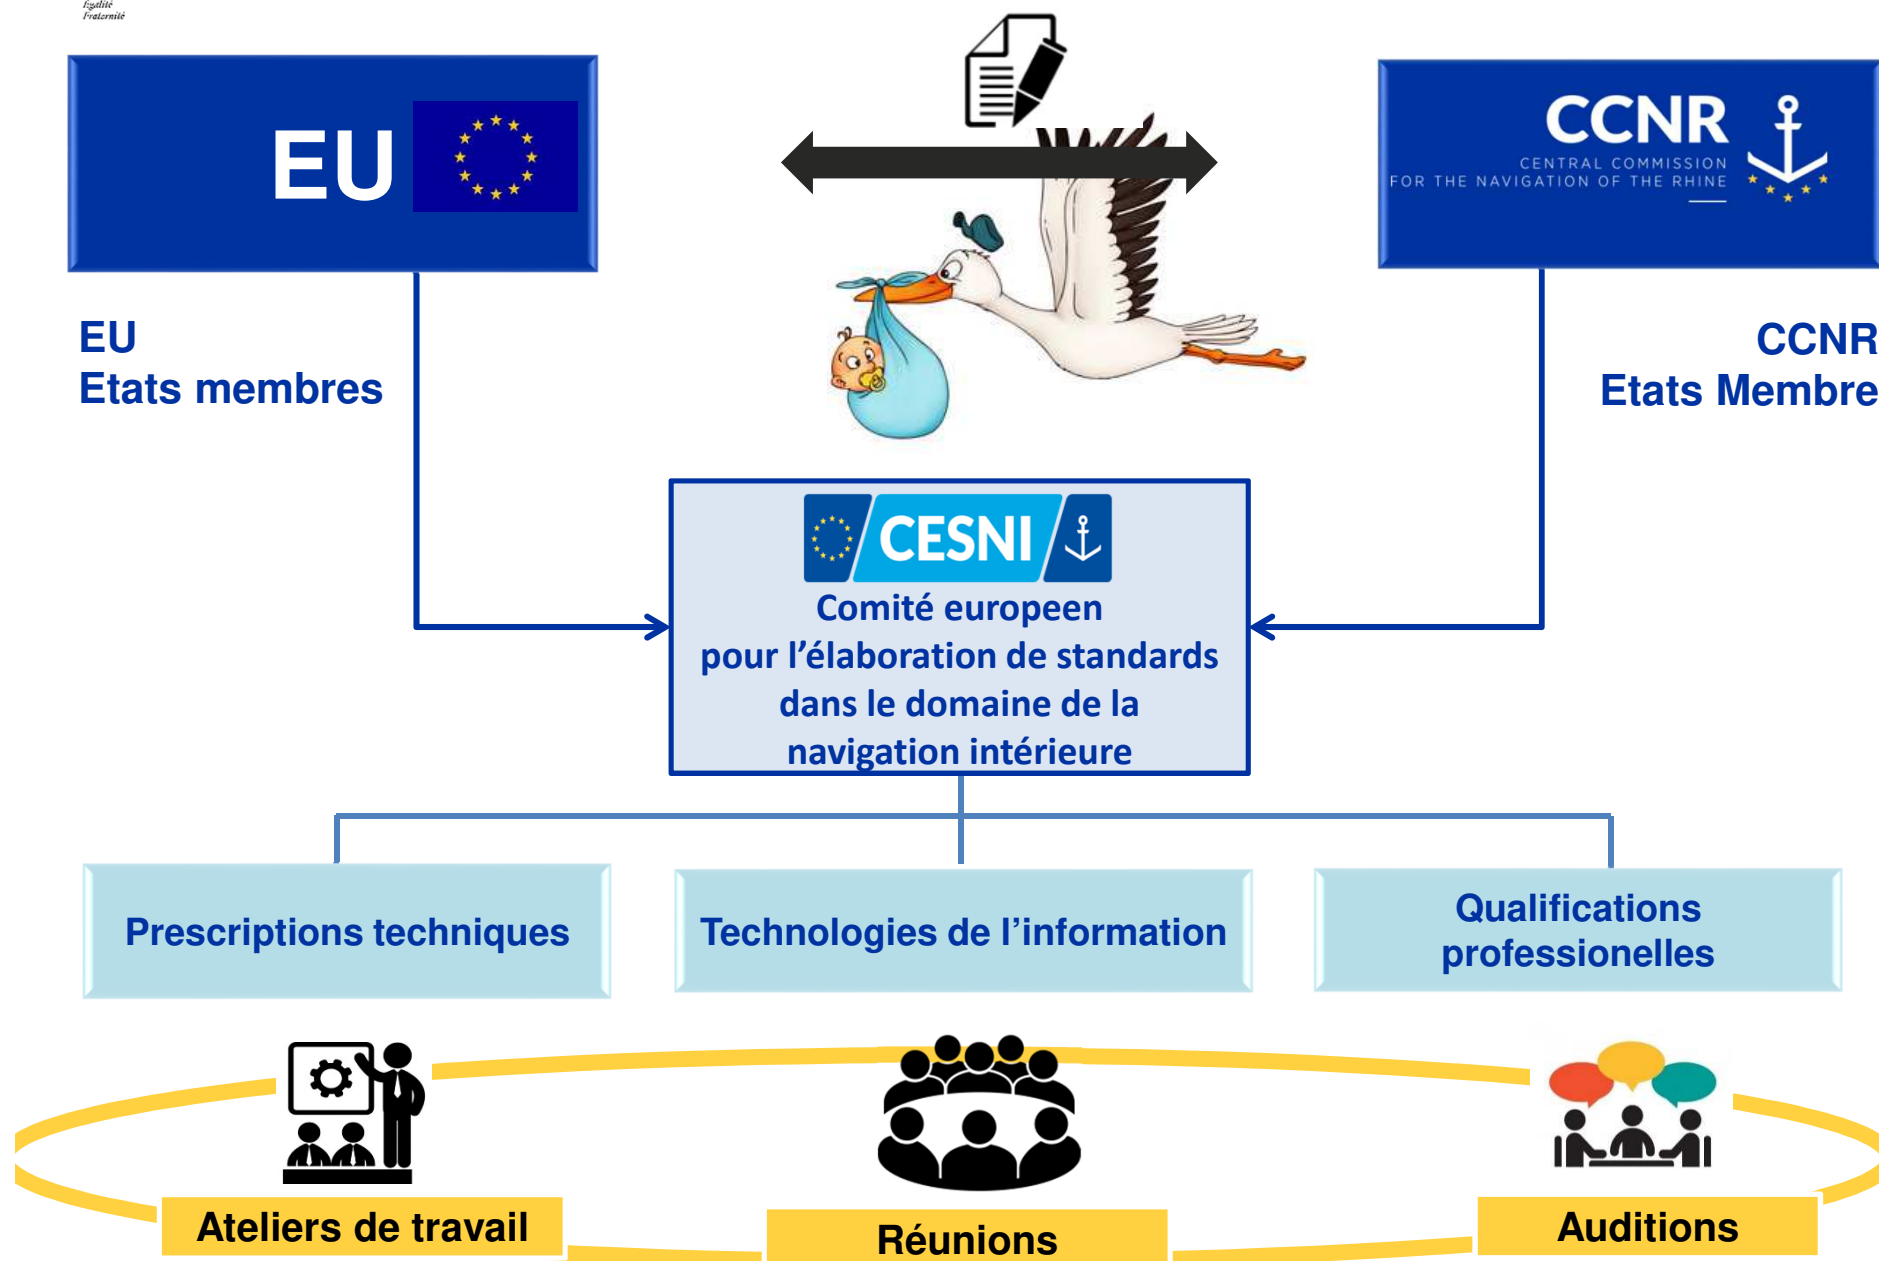 Égalité
Fraternité
EU
CCNR
CENTRAL COMMISSION
FOR THE NAVIGATION OF THE RHINE
EU
Etats membres
CCNR
Etats Membre
CESNI
Comité europeen
pour l’élaboration de standards
dans le domaine de la
navigation intérieure
Prescriptions techniques
Technologies de l’information
Qualifications
professionelles
Ateliers de travail
Réunions
Auditions